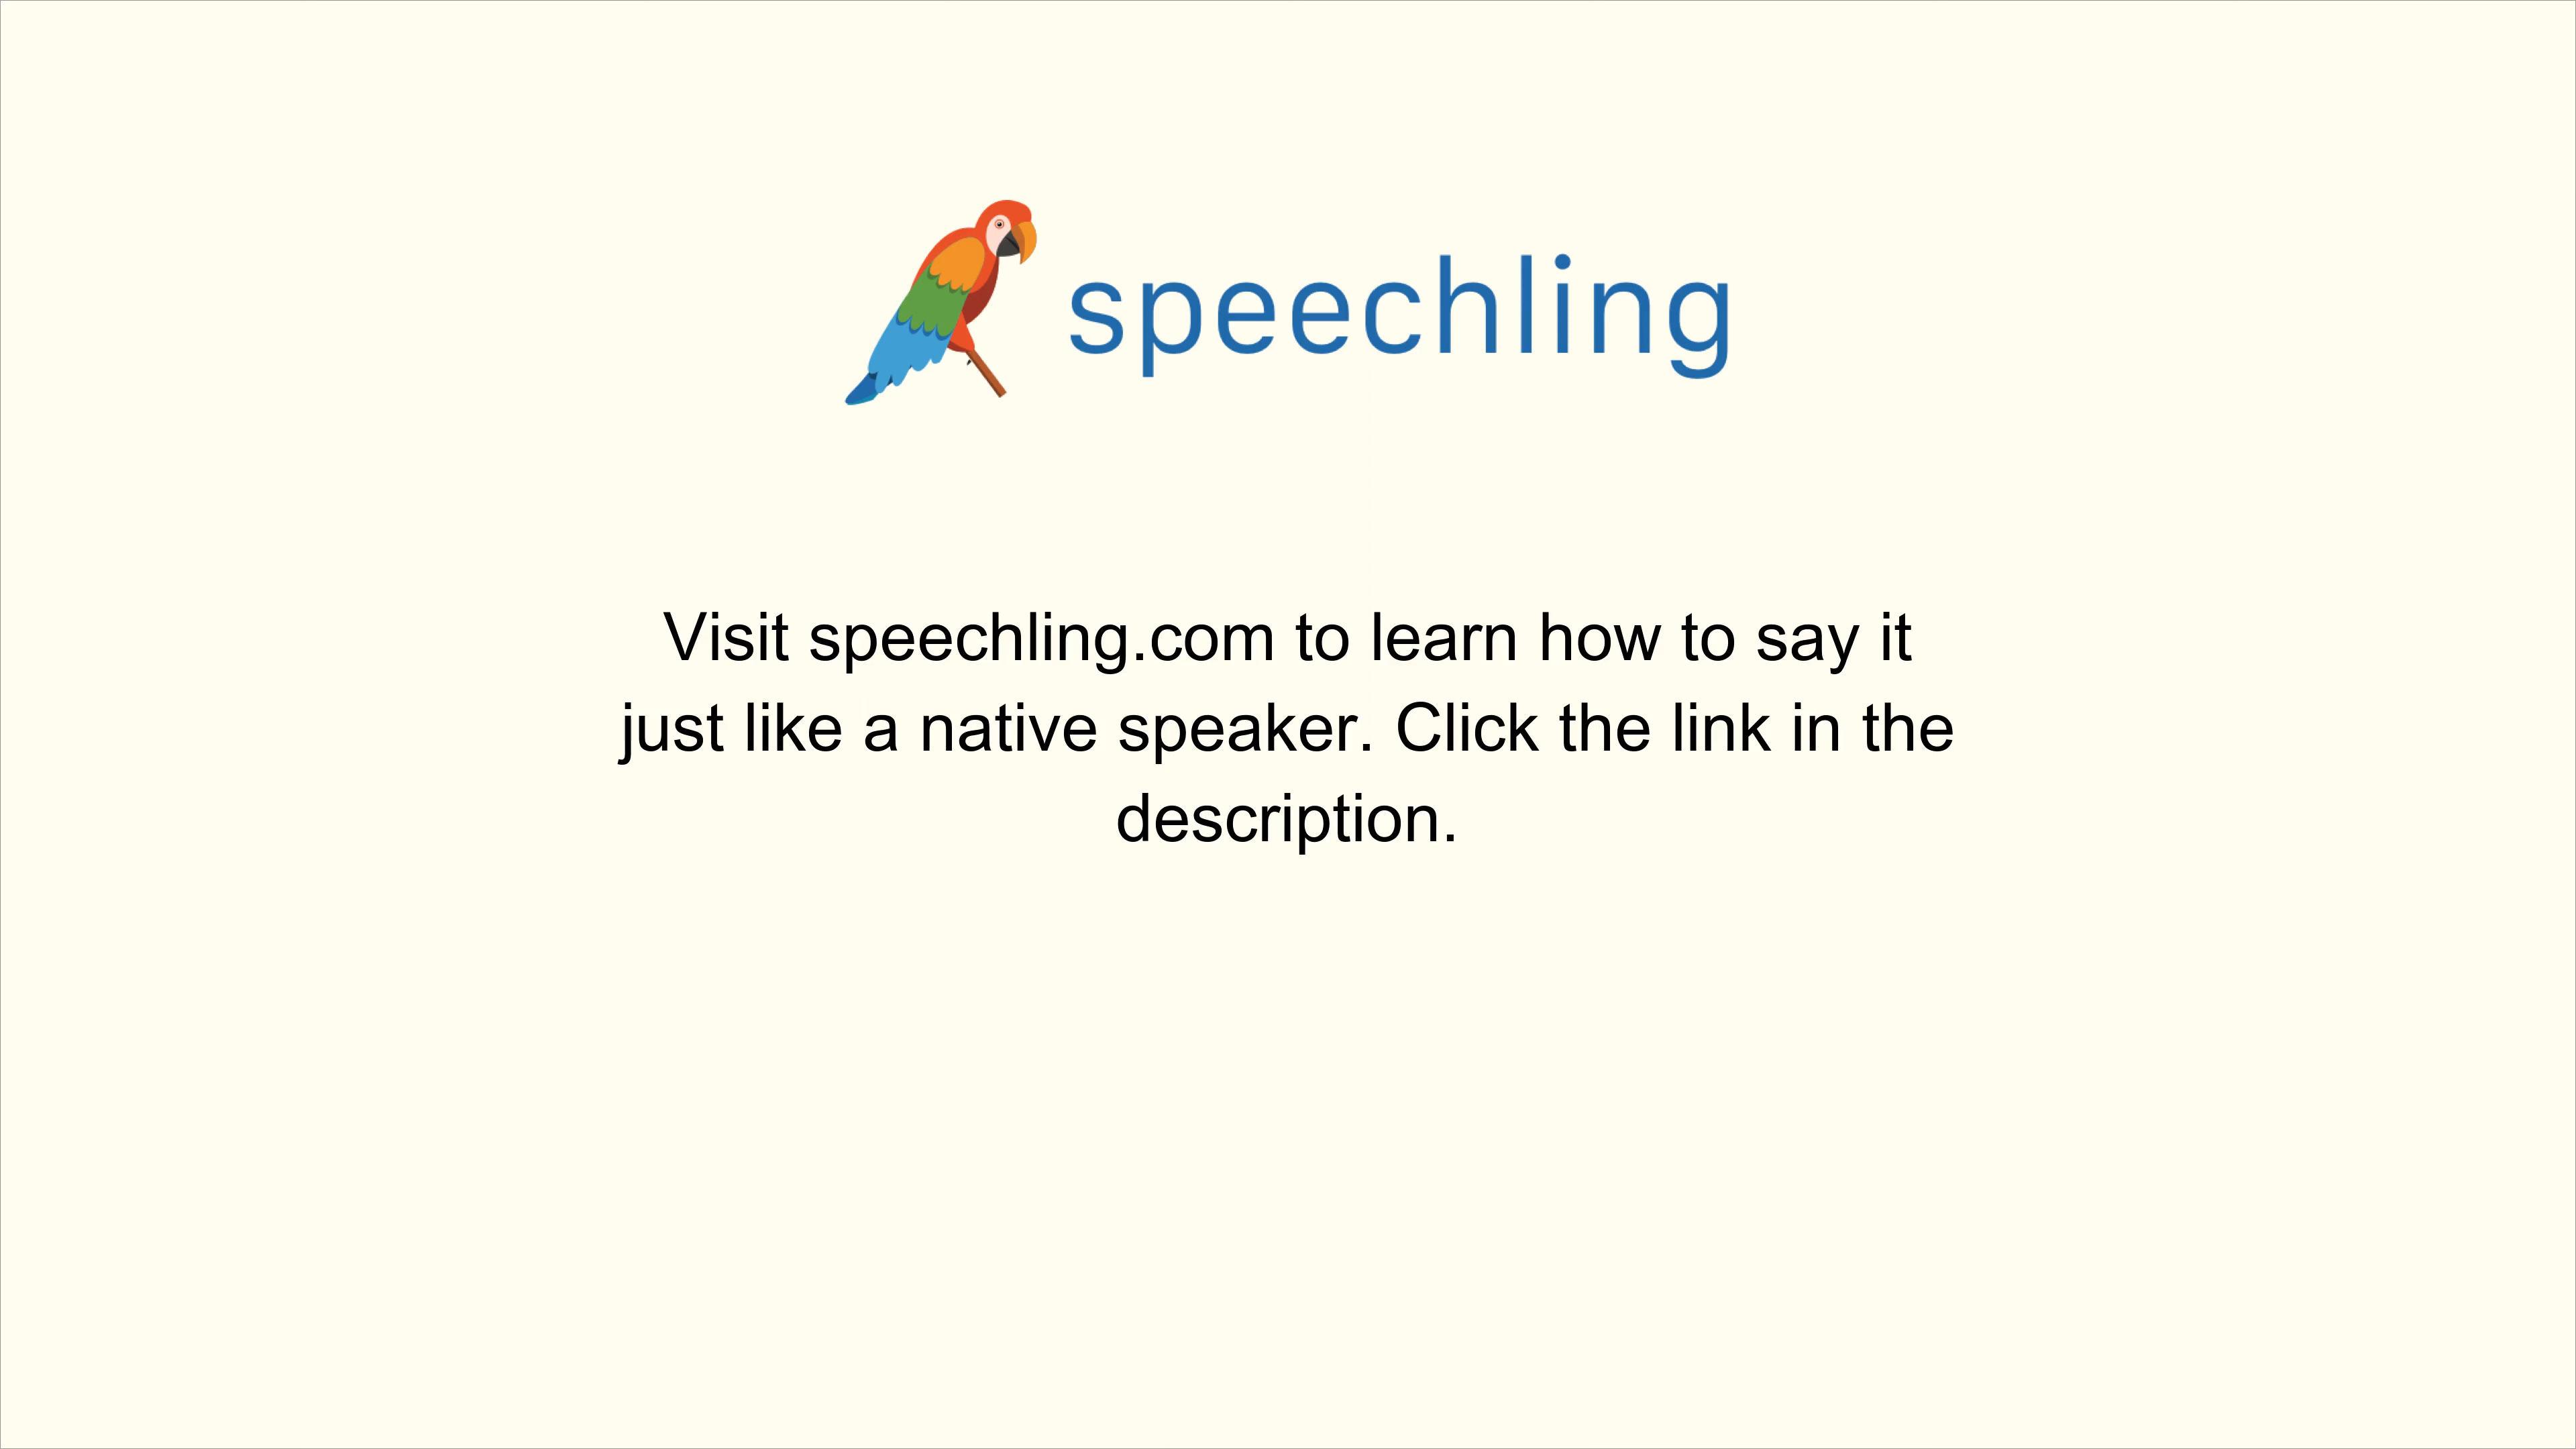 speechling
Visit speechling.com to learn how to say it
just like a native speaker. Click the link in the
description.